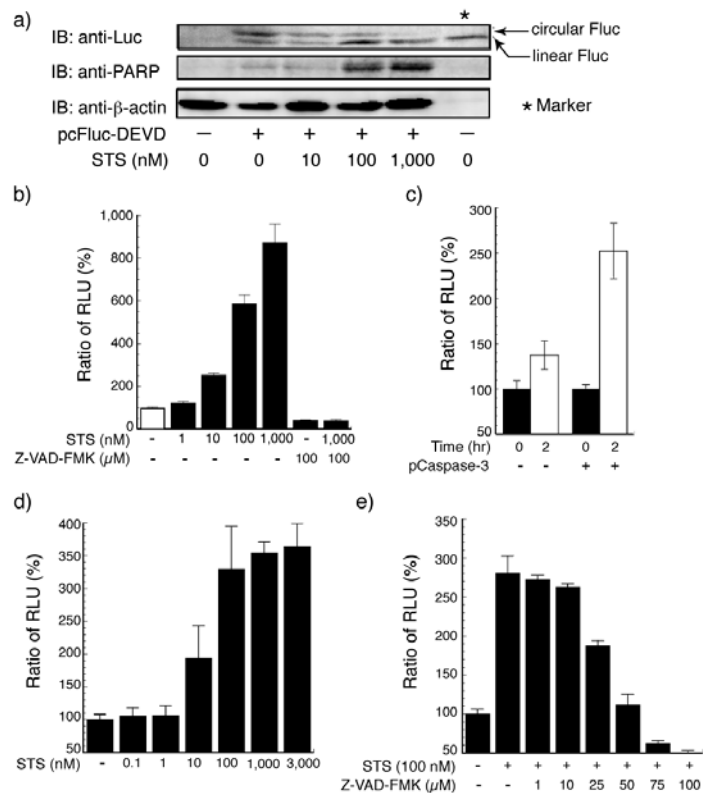 a)
*
IB: anti-Luc
circular Fluc
linear Fluc
IB: anti-PARP
IB: anti-β-actin
* Marker
pcFluc-DEVD — + + + + —
STS (nM) 0 0 10 100 1,000 0
b)
Ratio of RLU (%)
1,000
800
600
400
200
0
STS (nM) - 1 10 100 1,000 - 1,000
Z-VAD-FMK (µM) - - - - - 100 100
c)
Ratio of RLU (%)
300
250
200
150
100
50
Time (hr) 0 2 0 2
pCaspase-3 - - + +
d)
Ratio of RLU (%)
400
350
300
250
200
150
100
50
STS (nM) - 0.1 1 10 100 1,000 3,000
e)
Ratio of RLU (%)
350
300
250
200
150
100
50
STS (100 nM) - + + + + + + +
Z-VAD-FMK (µM) - - 1 10 25 50 75 100